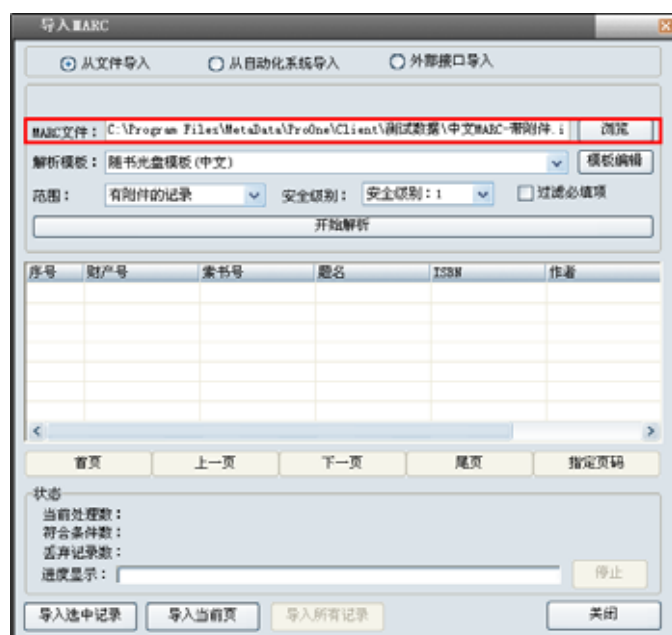 导入MARC
从文件导入 从自动化系统导入 外部接口导入
MARC文件： C:\Program Files\MetaData\ProOne\Client\测试数据\中文MARC-带附件.i 浏览
解析模板： 随书光盘模板(中文) 模板编辑
范围： 有附件的记录 安全级别： 安全级别：1 过滤必填项
开始解析
序号 财产号 索书号 题名 ISBN 作者
首页 上一页 下一页 尾页 指定页码
状态
当前处理数：
符合条件数：
丢弃记录数：
进度显示： 停止
导入选中记录 导入当前页 导入所有记录 关闭